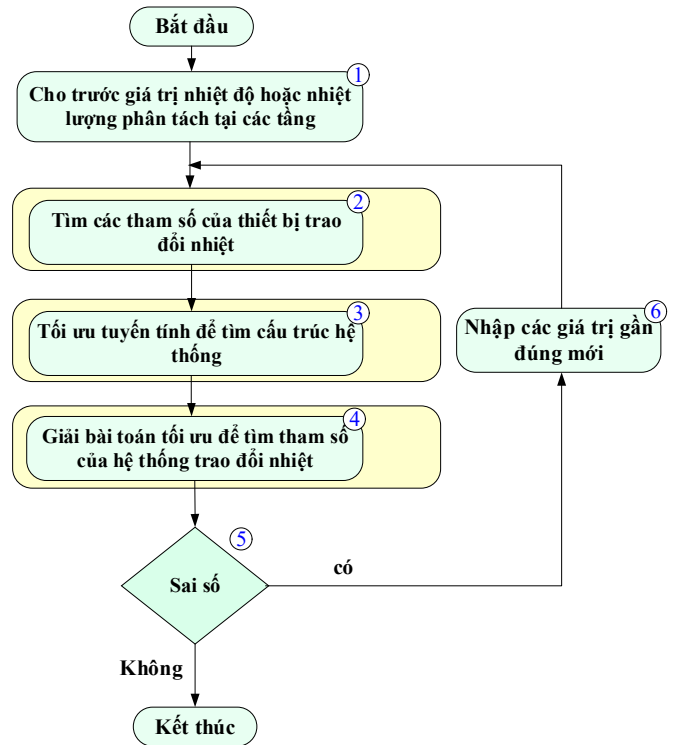 Bắt đầu
1
Cho trước giá trị nhiệt độ hoặc nhiệt
lượng phân tách tại các tầng
2
Tìm các tham số của thiết bị trao
đổi nhiệt
3
Tối ưu tuyến tính để tìm cấu trúc hệ
thống
6
Nhập các giá trị gần
đúng mới
4
Giải bài toán tối ưu để tìm tham số
của hệ thống trao đổi nhiệt
5
Sai số
có
Không
Kết thúc